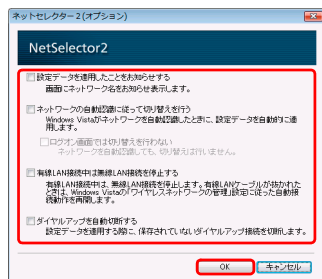 ネットセレクター2(オプション)
NetSelector2
設定データを適用したことをお知らせする
画面にネットワーク名をお知らせ表示します。
ネットワークの自動認識に従って切り替えを行う
Windows Vistaがネットワークを自動認識したときに、設定データを自動的に適
用します。
ログオン画面では切り替えを行わない
ネットワークを自動認識しても、切り替えは行いません。
有線LAN接続中は無線LAN接続を停止する
有線LAN接続中は、無線LAN接続を停止します。有線LANケーブルが抜かれた
ときは、Windows Vistaの「ワイヤレスネットワークの管理」設定に従った自動接
続動作を再開します。
ダイヤルアップを自動切断する
設定データを適用する際に、保存されていないダイヤルアップ接続を切断します。
OK
キャンセル